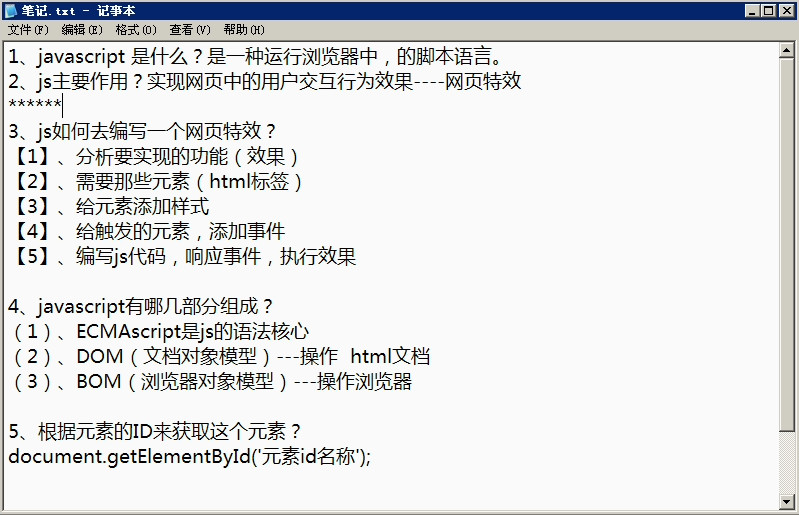 笔记.txt - 记事本
文件(F) 编辑(E) 格式(O) 查看(V) 帮助(H)
1、javascript 是什么？是一种运行浏览器中，的脚本语言。
2、js主要作用？实现网页中的用户交互行为效果----网页特效
******
3、js如何去编写一个网页特效？
【1】、分析要实现的功能（效果）
【2】、需要那些元素（html标签）
【3】、给元素添加样式
【4】、给触发的元素，添加事件
【5】、编写js代码，响应事件，执行效果
4、javascript有哪几部分组成？
（1）、ECMAscript是js的语法核心
（2）、DOM（文档对象模型）---操作  html文档
（3）、BOM（浏览器对象模型）---操作浏览器
5、根据元素的ID来获取这个元素？
document.getElementById('元素id名称');